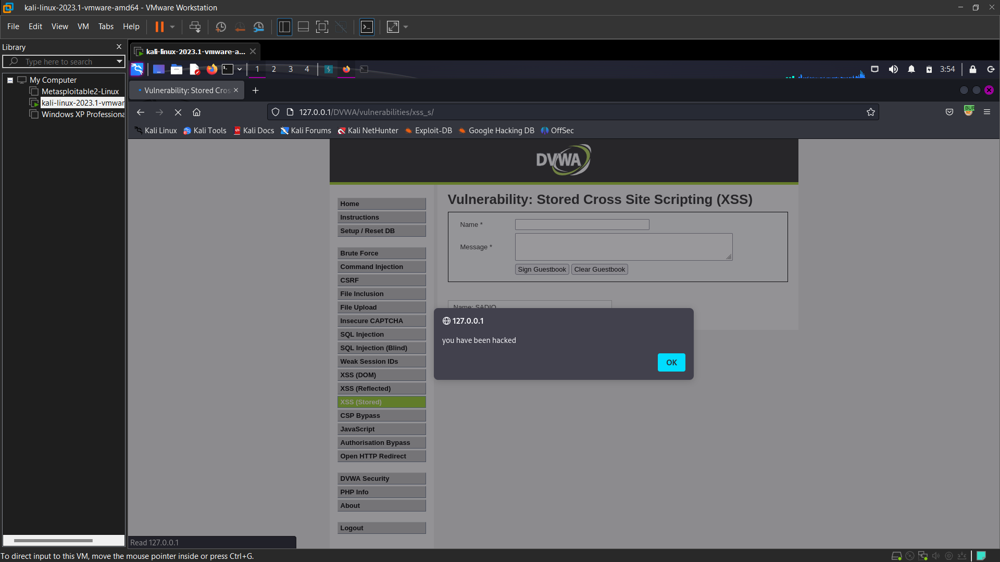 kali-linux-2023.1-vmware-amd64 - VMware Workstation
File Edit View VM Tabs Help
Library
Type here to search
My Computer
Metasploitable2-Linux
kali-linux-2023.1-vmwar
Windows XP Professiona
kali-linux-2023.1-vmware-a...
1 2 3 4
3:54
Vulnerability: Stored Cros
127.0.0.1/DVWA/vulnerabilities/xss_s/
BUR
Kali Linux Kali Tools Kali Docs Kali Forums Kali NetHunter Exploit-DB Google Hacking DB OffSec
DVWA
Home
Instructions
Setup / Reset DB
Brute Force
Command Injection
CSRF
File Inclusion
File Upload
Insecure CAPTCHA
SQL Injection
SQL Injection (Blind)
Weak Session IDs
XSS (DOM)
XSS (Reflected)
XSS (Stored)
CSP Bypass
JavaScript
Authorisation Bypass
Open HTTP Redirect
DVWA Security
PHP Info
About
Logout
Vulnerability: Stored Cross Site Scripting (XSS)
Name *
Message *
Sign Guestbook Clear Guestbook
Name: SADIO
127.0.0.1
you have been hacked
OK
Read 127.0.0.1
To direct input to this VM, move the mouse pointer inside or press Ctrl+G.